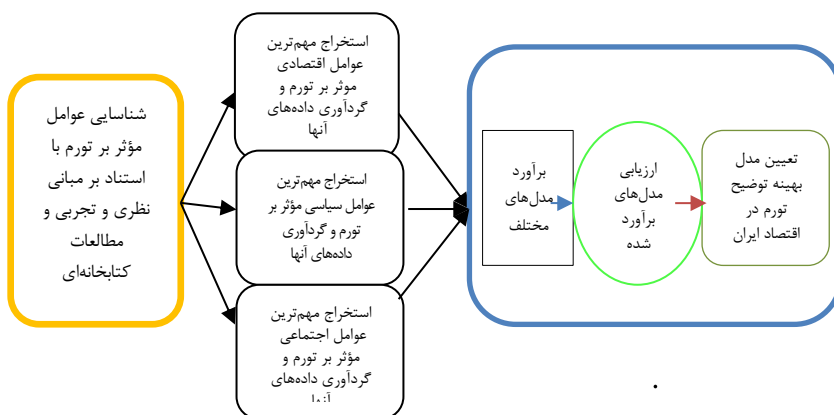 شناسایی عوامل
مؤثر بر تورم با
استناد بر مبانی
نظری و تجربی و
مطالعات
کتابخانه‌ای
استخراج مهم‌ترین
عوامل اقتصادی
موثر بر تورم و
گردآوری داده‌های
آنها
استخراج مهم‌ترین
عوامل سیاسی مؤثر بر
تورم و گردآوری
داده‌های آنها
استخراج مهم‌ترین
عوامل اجتماعی
مؤثر بر تورم و
گردآوری داده‌های
آنها
برآورد
مدل‌های
مختلف
ارزیابی
مدل‌های
برآورد
شده
تعیین مدل
بهینه توضیح
تورم در
اقتصاد ایران
.